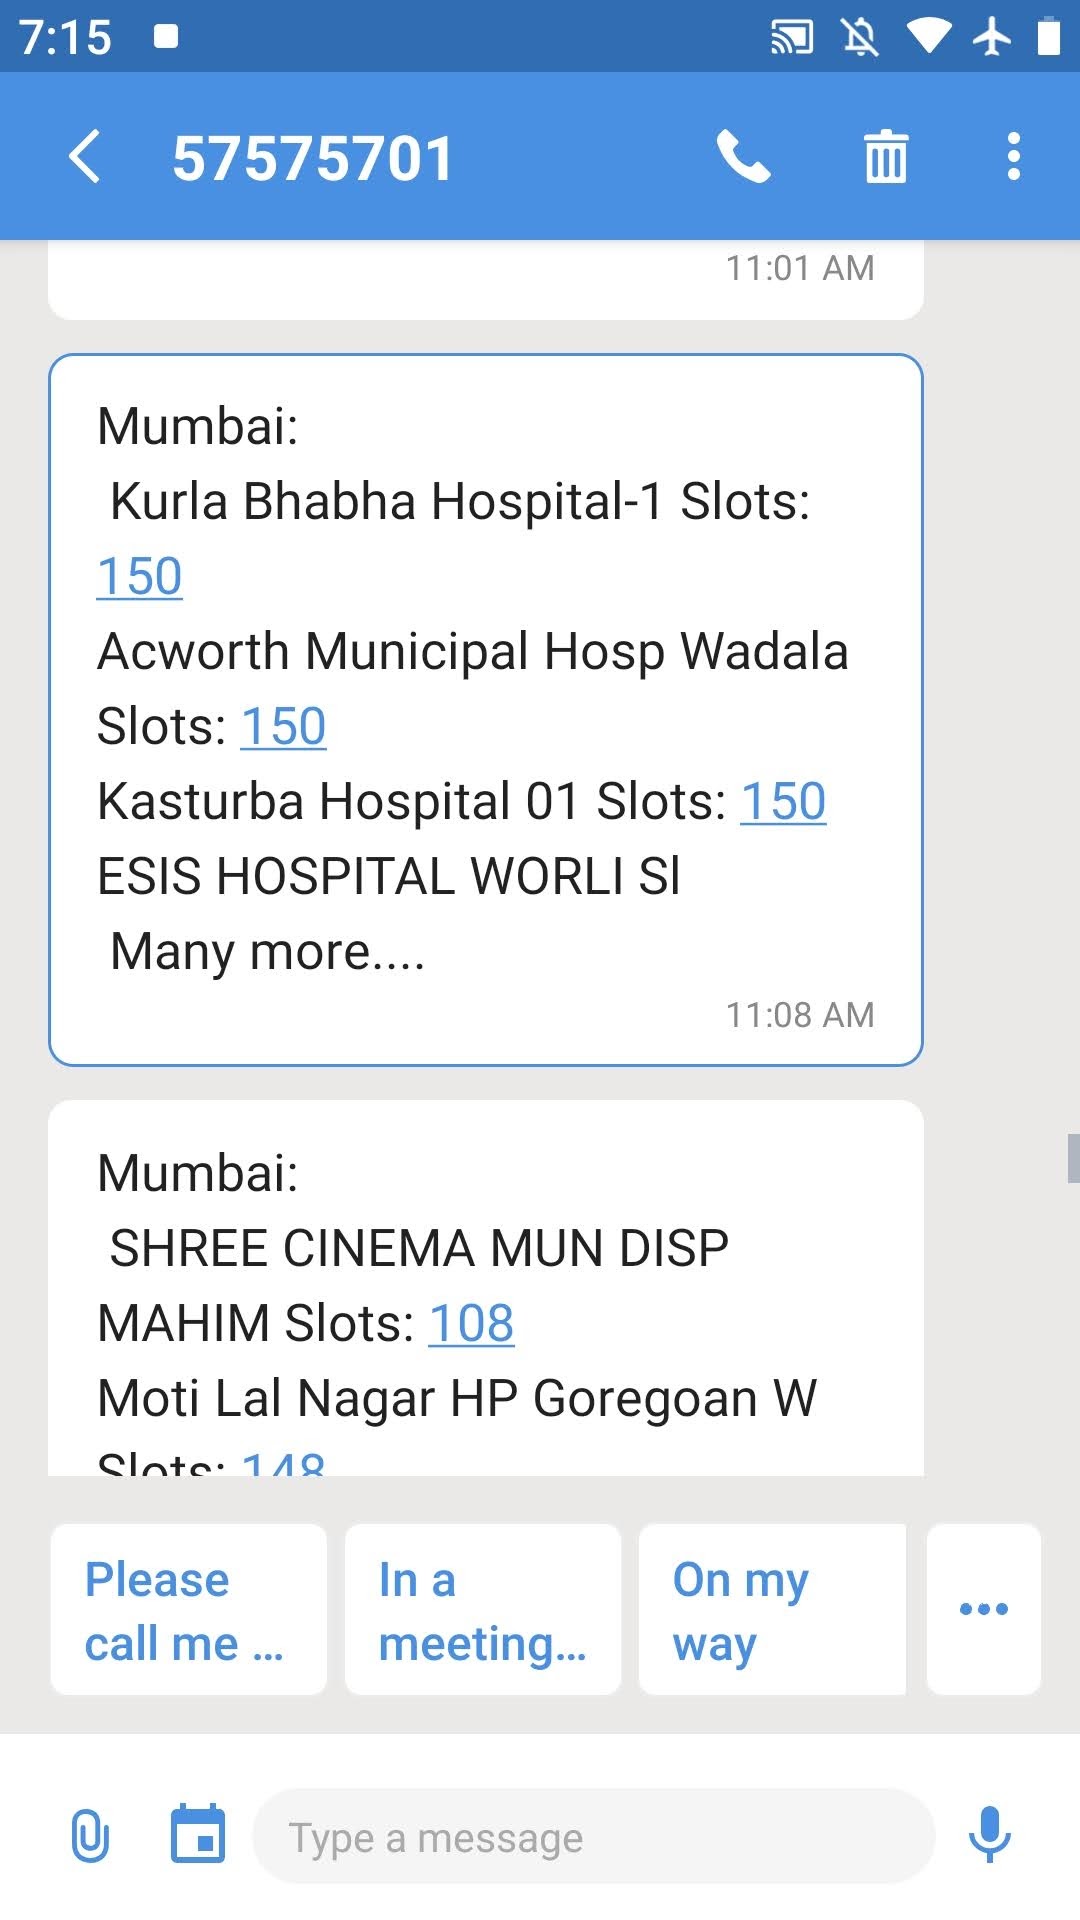 7:15
57575701
11:01 AM
Mumbai:
Kurla Bhabha Hospital-1 Slots:
150
Acworth Municipal Hosp Wadala
Slots: 150
Kasturba Hospital 01 Slots: 150
ESIS HOSPITAL WORLI Sl
Many more....
11:08 AM
Mumbai:
SHREE CINEMA MUN DISP
MAHIM Slots: 108
Moti Lal Nagar HP Goregoan W
Slots: 148
Please
call me ...
In a
meeting...
On my
way
Type a message